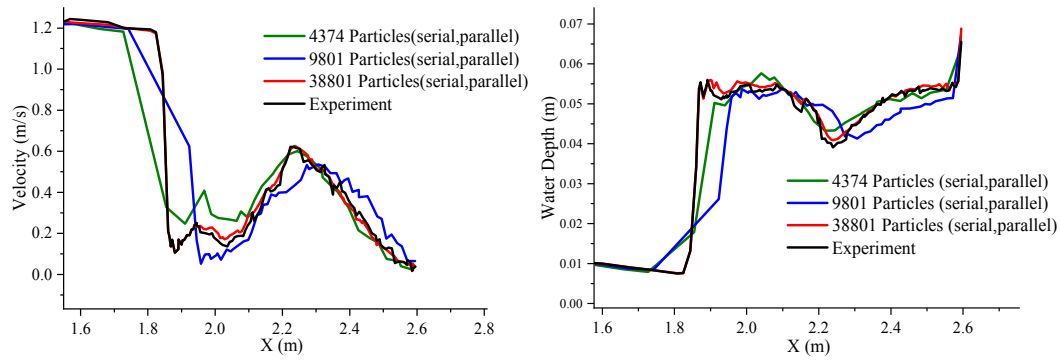 1.2
1.0
0.8
0.6
0.4
0.2
0.0
Velocity (m/s)
4374 Particles(serial,parallel)
9801 Particles(serial,parallel)
38801 Particles(serial,parallel)
Experiment
1.6 1.8 2.0 2.2 2.4 2.6 2.8
X (m)
0.07
0.06
0.05
0.04
0.03
0.02
0.01
0.00
Water Depth (m)
4374 Particles (serial,parallel)
9801 Particles (serial,parallel)
38801 Particles (serial,parallel)
Experiment
1.6 1.8 2.0 2.2 2.4 2.6
X (m)